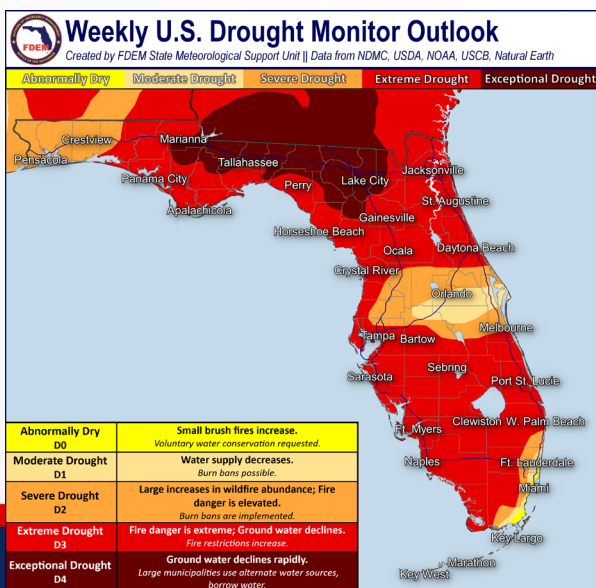 FDEM
Weekly U.S. Drought Monitor Outlook
Created by FDEM State Meteorological Support Unit || Data from NDMC, USDA, NOAA, USCB, Natural Earth
Abnormally Dry Moderate Drought Severe Drought Extreme Drought Exceptional Drought
Crestview
Marianna
Pensacola
Tallahassee
Jacksonville
Panama City
Perry
Lake City
St. Augustine
Apalachicola
Gainesville
Horseshoe Beach
Ocala
Daytona Beach
Crystal River
Orlando
Melbourne
Tampa
Bartow
Sebring
Sarasota
Port St. Lucie
Ft. Myers
Clewiston
W. Palm Beach
Naples
Ft. Lauderdale
Miami
Key Largo
Marathon
Key West
Abnormally Dry
D0
Small brush fires increase.
Voluntary water conservation requested.
Moderate Drought
D1
Water supply decreases.
Burn bans possible.
Severe Drought
D2
Large increases in wildfire abundance; Fire
danger is elevated.
Burn bans are implemented.
Extreme Drought
D3
Fire danger is extreme; Ground water declines.
Fire restrictions increase.
Exceptional Drought
D4
Ground water declines rapidly.
Large municipalities use alternate water sources,
borrow water.